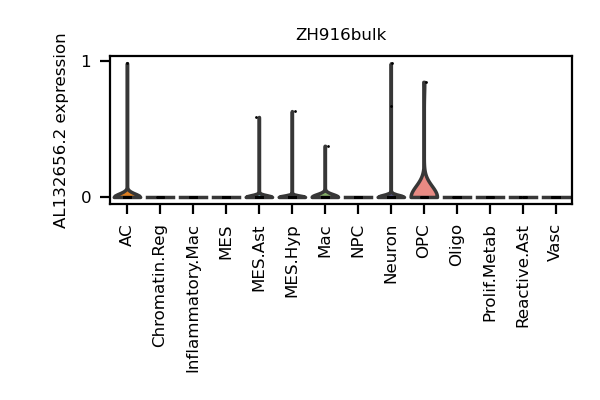 ZH916bulk
AL132656.2 expression
1
0
AC
Chromatin.Reg
Inflammatory.Mac
MES
MES.Ast
MES.Hyp
Mac
NPC
Neuron
OPC
Oligo
Prolif.Metab
Reactive.Ast
Vasc